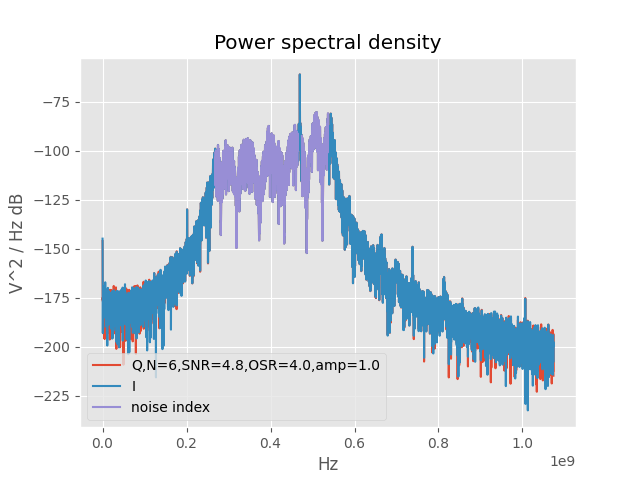 Power spectral density
V^2 / Hz dB
−75
−100
−125
−150
−175
−200
−225
Q,N=6,SNR=4.8,OSR=4.0,amp=1.0
I
noise index
0.0 0.2 0.4 0.6 0.8 1.0
1e9
Hz